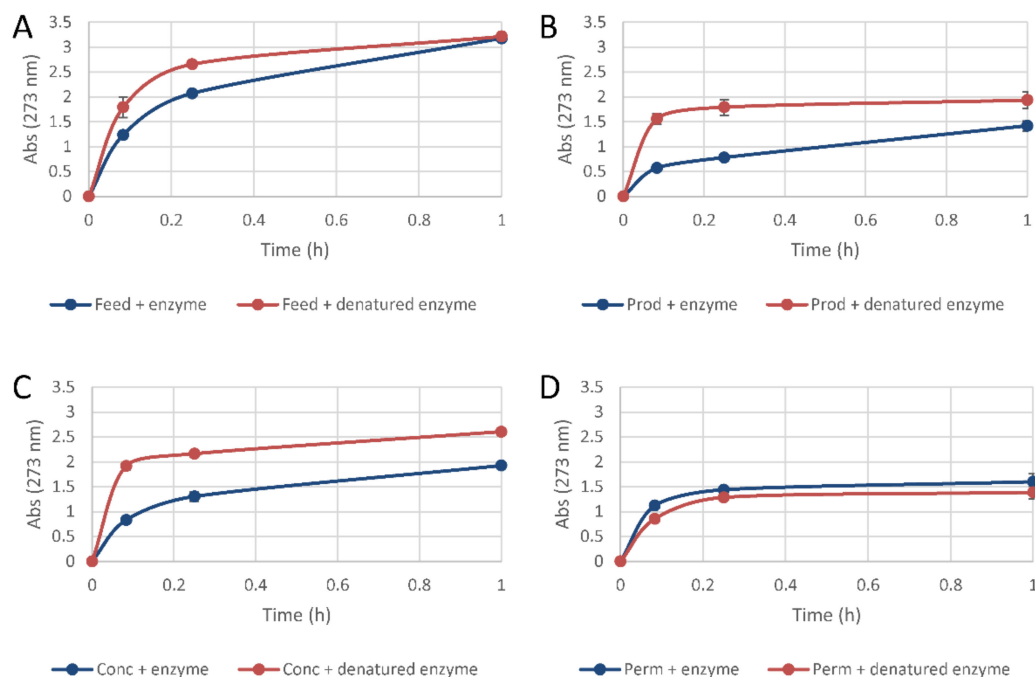 A
Abs (273 nm)
3.5
3
2.5
2
1.5
1
0.5
0
0 0.2 0.4 0.6 0.8 1
Time (h)
Feed + enzyme Feed + denatured enzyme
B
Abs (273 nm)
3.5
3
2.5
2
1.5
1
0.5
0
0 0.2 0.4 0.6 0.8 1
Time (h)
Prod + enzyme Prod + denatured enzyme
C
Abs (273 nm)
3.5
3
2.5
2
1.5
1
0.5
0
0 0.2 0.4 0.6 0.8 1
Time (h)
Conc + enzyme Conc + denatured enzyme
D
Abs (273 nm)
3.5
3
2.5
2
1.5
1
0.5
0
0 0.2 0.4 0.6 0.8 1
Time (h)
Perm + enzyme Perm + denatured enzyme